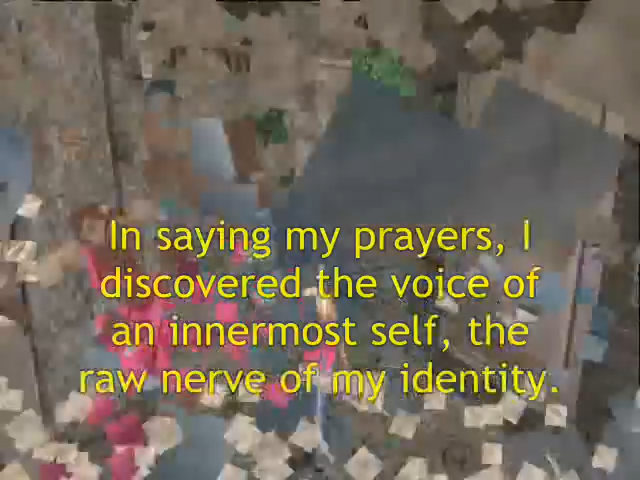 In saying my prayers, I
discovered the voice of
an innermost self, the
raw nerve of my identity.